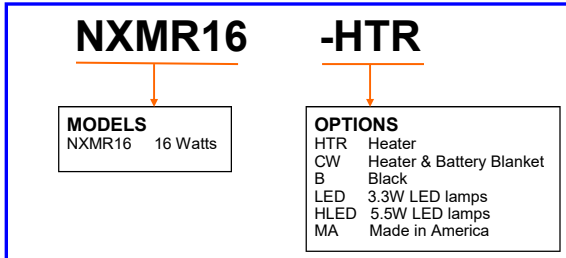 NXMR16 -HTR
MODELS
NXMR16 16 Watts
OPTIONS
HTR Heater
CW Heater & Battery Blanket
B Black
LED 3.3W LED lamps
HLED 5.5W LED lamps
MA Made in America